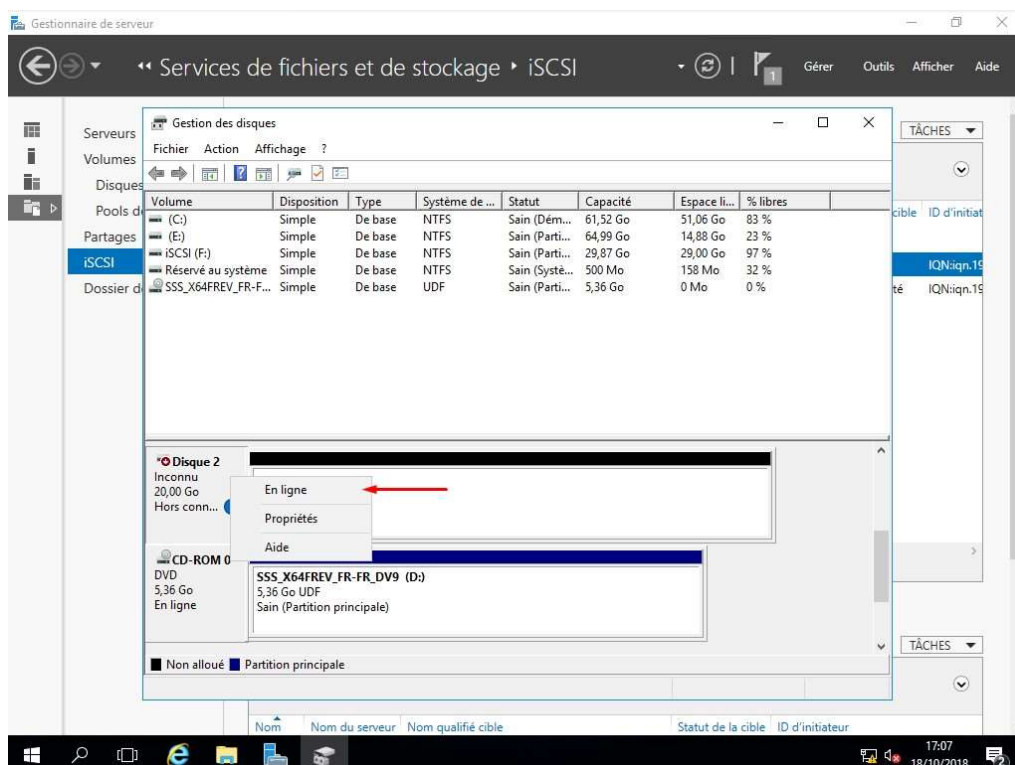 Gestionnaire de serveur
Services de fichiers et de stockage ‣ iSCSI
1
Gérer Outils Afficher Aide
Serveurs
Volumes
Disques
Pools d
Partages
iSCSI
Dossier d
TÂCHES
cible ID d'initiat
IQN:iqn.19
té IQN:iqn.19
Gestion des disques
Fichier Action Affichage ?
Volume Disposition Type Système de ... Statut Capacité Espace li... % libres
(C:) Simple De base NTFS Sain (Dém... 61,52 Go 51,06 Go 83 %
(E:) Simple De base NTFS Sain (Parti... 64,99 Go 14,88 Go 23 %
iSCSI (F:) Simple De base NTFS Sain (Parti... 29,87 Go 29,00 Go 97 %
Réservé au système Simple De base NTFS Sain (Systè... 500 Mo 158 Mo 32 %
SSS_X64FREV_FR-F... Simple De base UDF Sain (Parti... 5,36 Go 0 Mo 0 %
Disque 2
Inconnu
20,00 Go
Hors conn...
En ligne
Propriétés
Aide
CD-ROM 0
DVD
5,36 Go
En ligne
SSS_X64FREV_FR-FR_DV9 (D:)
5,36 Go UDF
Sain (Partition principale)
Non alloué Partition principale
TÂCHES
Nom Nom du serveur Nom qualifié cible Statut de la cible ID d'initiateur
17:07
18/10/2018
2